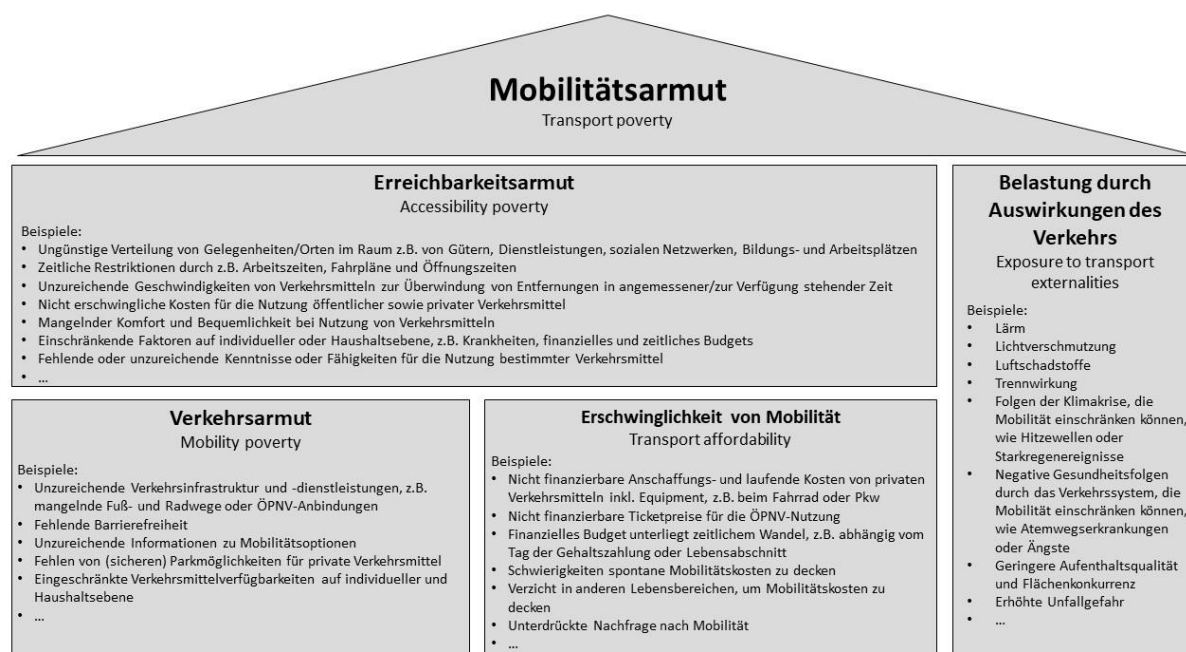 Mobilitätsarmut
Transport poverty
Erreichbarkeitsarmut
Accessibility poverty
Beispiele:
• Ungünstige Verteilung von Gelegenheiten/Orten im Raum z.B. von Gütern, Dienstleistungen, sozialen Netzwerken, Bildungs- und Arbeitsplätzen
• Zeitliche Restriktionen durch z.B. Arbeitszeiten, Fahrpläne und Öffnungszeiten
• Unzureichende Geschwindigkeiten von Verkehrsmitteln zur Überwindung von Entfernungen in angemessener/zur Verfügung stehender Zeit
• Nicht erschwingliche Kosten für die Nutzung öffentlicher sowie privater Verkehrsmittel
• Mangelnder Komfort und Bequemlichkeit bei Nutzung von Verkehrsmitteln
• Einschränkende Faktoren auf individueller oder Haushaltsebene, z.B. Krankheiten, finanzielles und zeitliches Budgets
• Fehlende oder unzureichende Kenntnisse oder Fähigkeiten für die Nutzung bestimmter Verkehrsmittel
• ...
Verkehrsarmut
Mobility poverty
Beispiele:
• Unzureichende Verkehrsinfrastruktur und -dienstleistungen, z.B.
mangelnde Fuß- und Radwege oder ÖPNV-Anbindungen
• Fehlende Barrierefreiheit
• Unzureichende Informationen zu Mobilitätsoptionen
• Fehlen von (sicheren) Parkmöglichkeiten für private Verkehrsmittel
• Eingeschränkte Verkehrsmittelverfügbarkeiten auf individueller und
Haushaltsebene
• ...
Erschwinglichkeit von Mobilität
Transport affordability
Beispiele:
• Nicht finanzierbare Anschaffungs- und laufende Kosten von privaten
Verkehrsmitteln inkl. Equipment, z.B. beim Fahrrad oder Pkw
• Nicht finanzierbare Ticketpreise für die ÖPNV-Nutzung
• Finanzielles Budget unterliegt zeitlichem Wandel, z.B. abhängig vom
Tag der Gehaltszahlung oder Lebensabschnitt
• Schwierigkeiten spontane Mobilitätskosten zu decken
• Verzicht in anderen Lebensbereichen, um Mobilitätskosten zu
decken
• Unterdrückte Nachfrage nach Mobilität
• ...
Belastung durch
Auswirkungen des
Verkehrs
Exposure to transport
externalities
Beispiele:
• Lärm
• Lichtverschmutzung
• Luftschadstoffe
• Trennwirkung
• Folgen der Klimakrise, die
Mobilität einschränken können,
wie Hitzewellen oder
Starkregenereignisse
• Negative Gesundheitsfolgen
durch das Verkehrssystem, die
Mobilität einschränken können,
wie Atemwegserkrankungen
oder Ängste
• Geringere Aufenthaltsqualität
und Flächenkonkurrenz
• Erhöhte Unfallgefahr
• ...